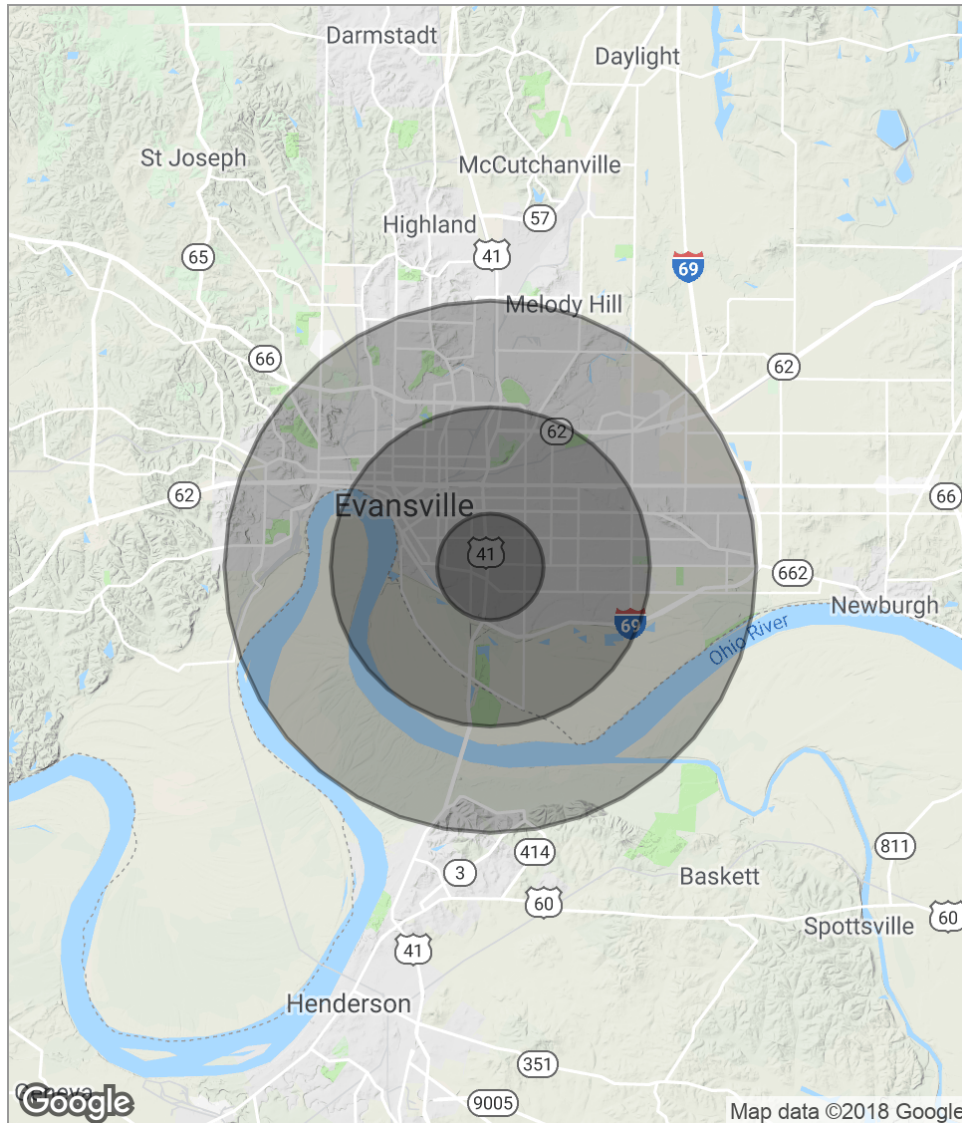 Darmstadt
Daylight
St Joseph
McCutchanville
57
Highland
41
65
69
Melody Hill
66
62
62
62
Evansville
66
41
662
Newburgh
69
Ohio River
811
414
3
Baskett
60
60
Spottsville
41
Henderson
351
Geneva
Google
9005
Map data ©2018 Google